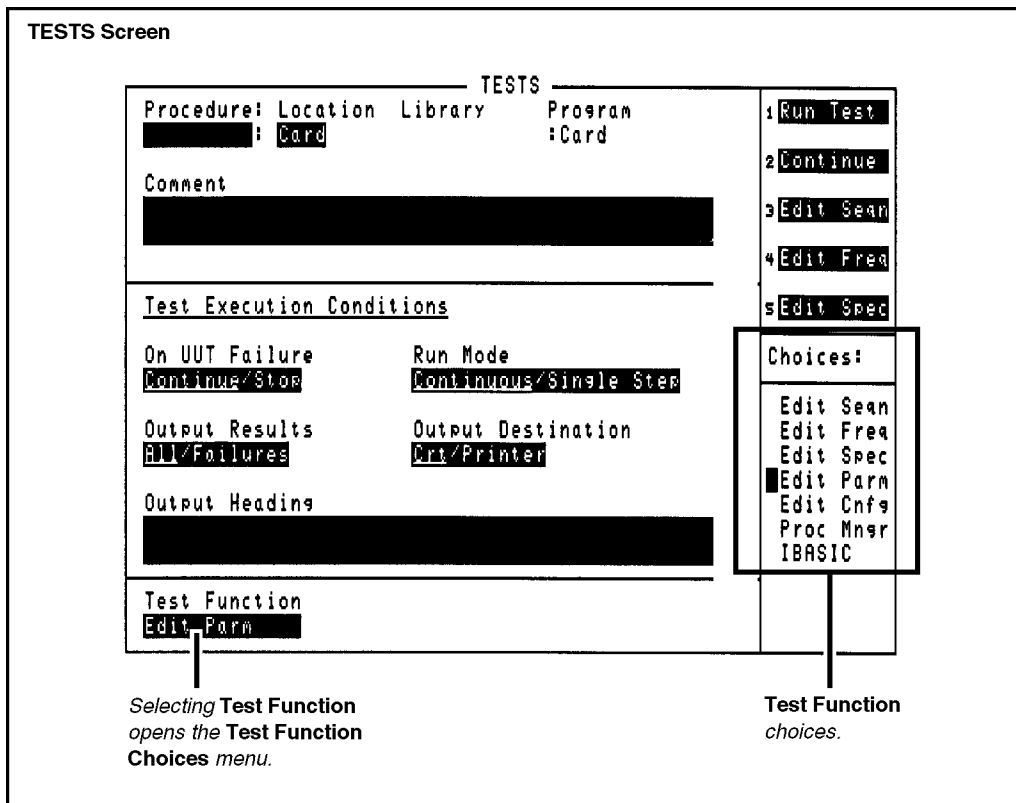 TESTS Screen
TESTS
Procedure: Location Library Program
: Card :Card
Comment
Test Execution Conditions
On UUT Failure Run Mode
Continue/Stop Continuous/Single Step
Output Results Output Destination
All/Failures Crt/Printer
Output Heading
Test Function
Edit Parm
1 Run Test
2 Continue
3 Edit Seqn
4 Edit Freq
5 Edit Spec
Choices:
Edit Seqn
Edit Freq
Edit Spec
Edit Parm
Edit Cnfg
Proc Mngr
IBASIC
Selecting Test Function
opens the Test Function
Choices menu.
Test Function
choices.